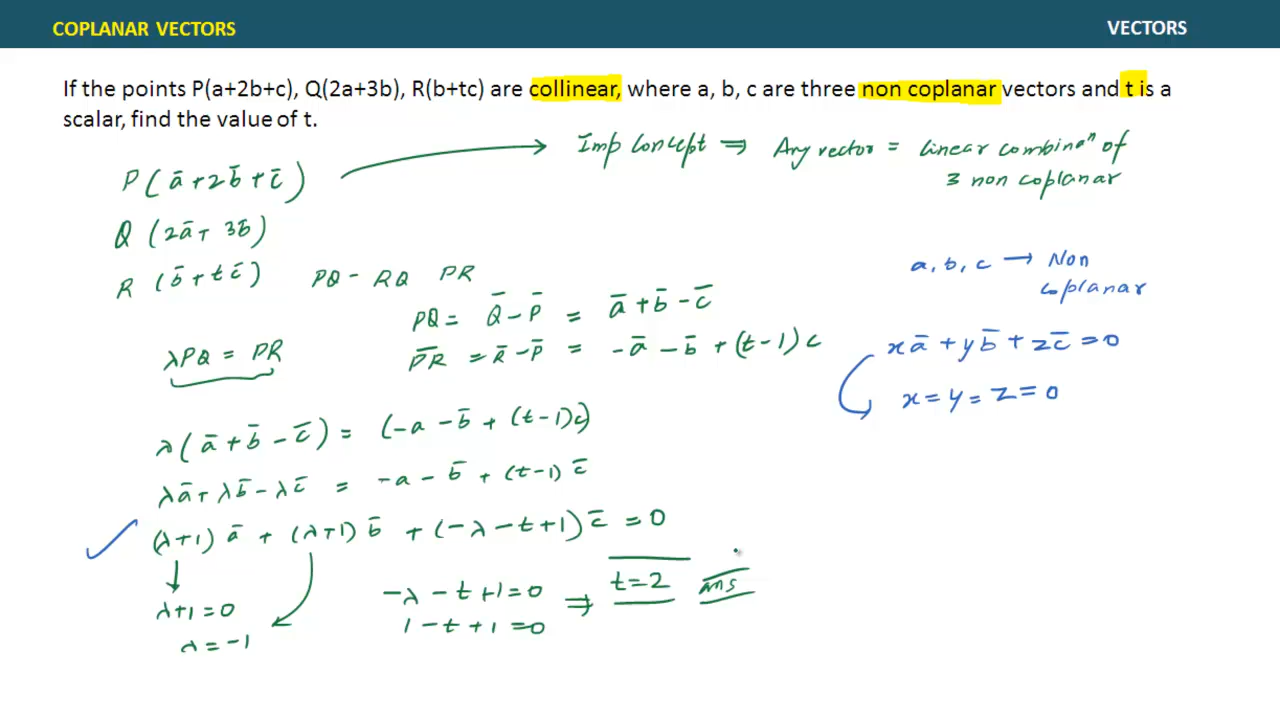 COPLANAR VECTORS
VECTORS
If the points P(a+2b+c), Q(2a+3b), R(b+tc) are collinear, where a, b, c are three non coplanar vectors and t is a
scalar, find the value of t.
Imp Concept ⇒ Any vector = linear combinaⁿ of
3 non coplanar
P(a̅+2b̅+c̅)
Q (2a̅+ 3b̅)
R (b̅+tc̅) PQ - RQ PR
PQ = Q̅-P̅ = a̅+b̅-c̅
P̅R̅ = R̅-P̅ = -a̅-b̅+(t-1)c
λPQ = PR
λ(a̅+b̅-c̅) = (-a-b̅+(t-1)c)
λa̅+λb̅-λc̅ = -a-b̅+(t-1)c̅
(λ+1)a̅ + (λ+1)b̅ + (-λ-t+1)c̅ = 0
λ+1=0
λ=-1
-λ-t+1=0 ⇒ t=2 ans
1-t+1=0
a, b, c → Non
coplanar
xa̅+yb̅+zc̅=0
x=y=z=0